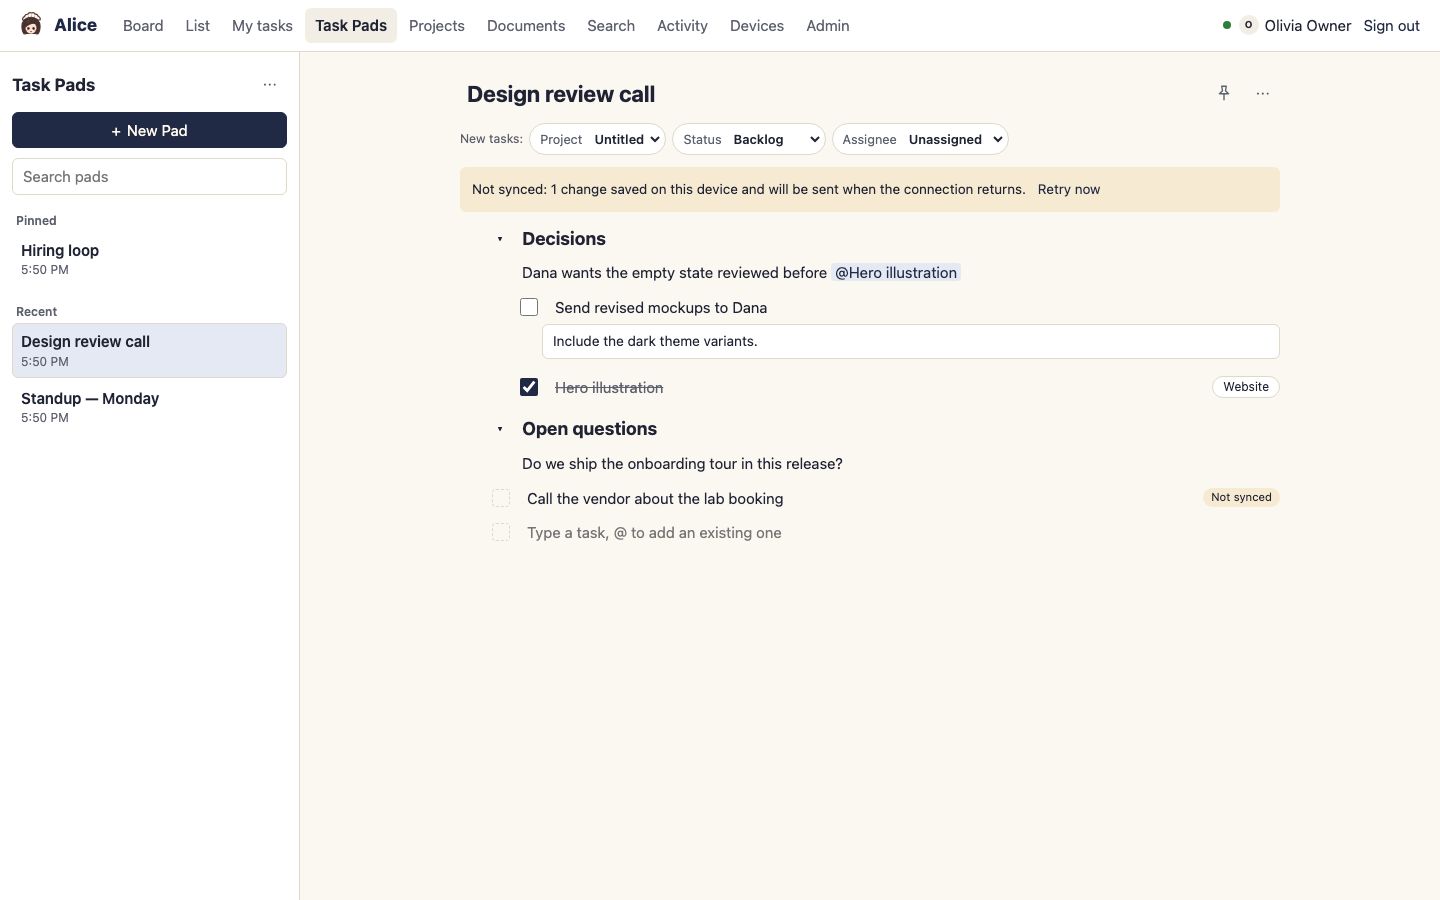 Alice
Board
List
My tasks
Task Pads
Projects
Documents
Search
Activity
Devices
Admin
O
Olivia Owner
Sign out
Task Pads
...
+ New Pad
Search pads
Pinned
Hiring loop
5:50 PM
Recent
Design review call
5:50 PM
Standup — Monday
5:50 PM
Design review call
...
New tasks:
Project Untitled
Status Backlog
Assignee Unassigned
Not synced: 1 change saved on this device and will be sent when the connection returns. Retry now
Decisions
Dana wants the empty state reviewed before @Hero illustration
Send revised mockups to Dana
Include the dark theme variants.
Hero illustration
Website
Open questions
Do we ship the onboarding tour in this release?
Call the vendor about the lab booking
Not synced
Type a task, @ to add an existing one